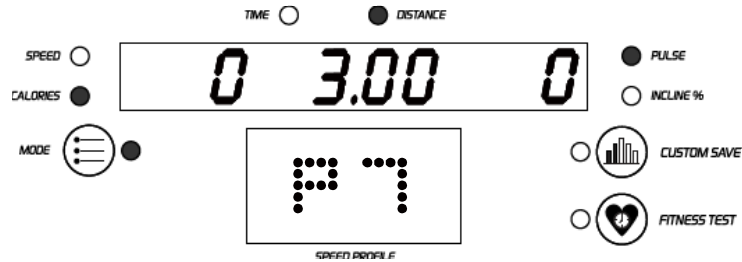 TIME DISTANCE
SPEED 0 3.00 0 PULSE
CALORIES INCLINE %
MODE P7 CUSTOM SAVE
FITNESS TEST
SPEED PROFILE